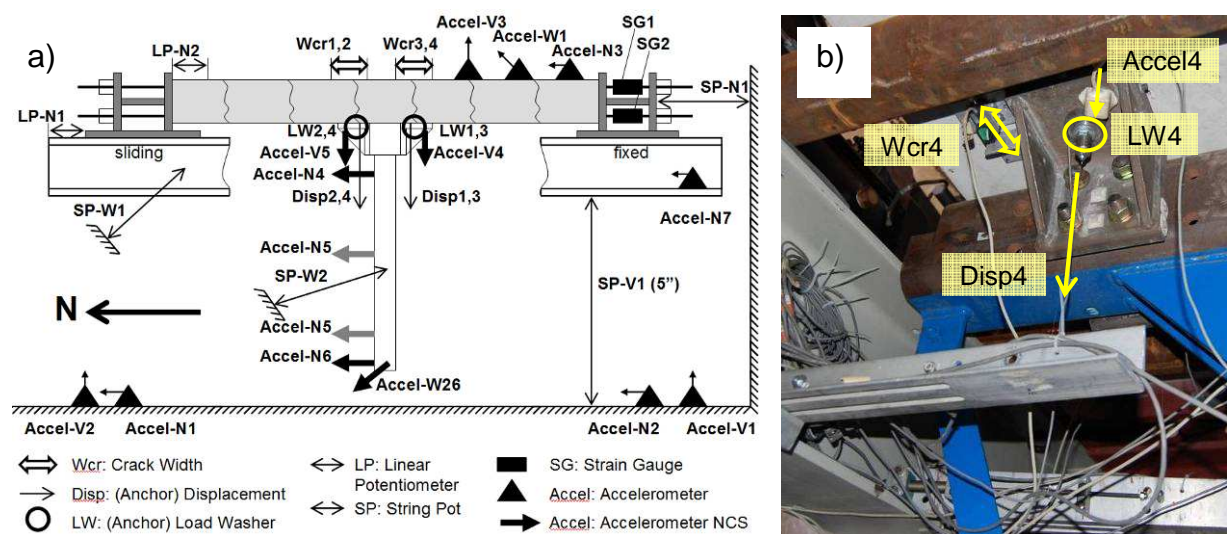 a)
Accel-V3
Accel-W1
Accel-N3
SG1
SG2
LP-N2
Wcr1,2
Wcr3,4
SP-N1
LP-N1
sliding
LW2,4
LW1,3
fixed
Accel-V5
Accel-V4
Accel-N4
Disp2,4
Disp1,3
Accel-N7
SP-W1
Accel-N5
SP-W2
SP-V1 (5”)
N
Accel-N5
Accel-N6
Accel-W26
Accel-V2
Accel-N1
Accel-N2
Accel-V1
Wcr: Crack Width
Disp: (Anchor) Displacement
LW: (Anchor) Load Washer
LP: Linear
Potentiometer
SP: String Pot
SG: Strain Gauge
Accel: Accelerometer
Accel: Accelerometer NCS
b)
Accel4
Wcr4
LW4
Disp4